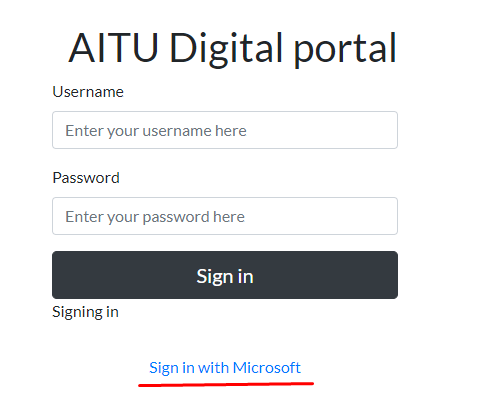 AITU Digital portal
Username
Enter your username here
Password
Enter your password here
Sign in
Signing in
Sign in with Microsoft